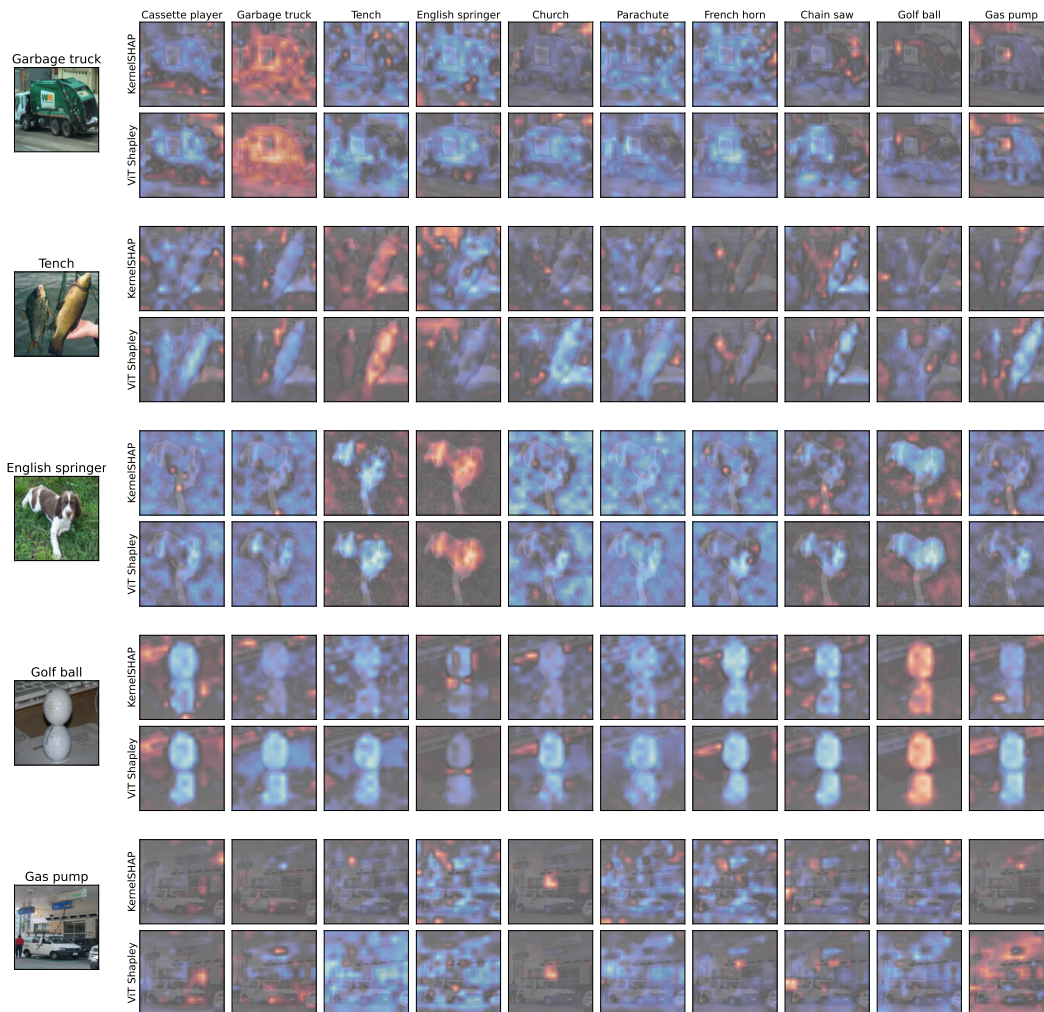 Cassette player Garbage truck Tench English springer Church Parachute French horn Chain saw Golf ball Gas pump
Garbage truck
KernelSHAP
ViT Shapley
Tench
KernelSHAP
ViT Shapley
English springer
KernelSHAP
ViT Shapley
Golf ball
KernelSHAP
ViT Shapley
Gas pump
KernelSHAP
ViT Shapley